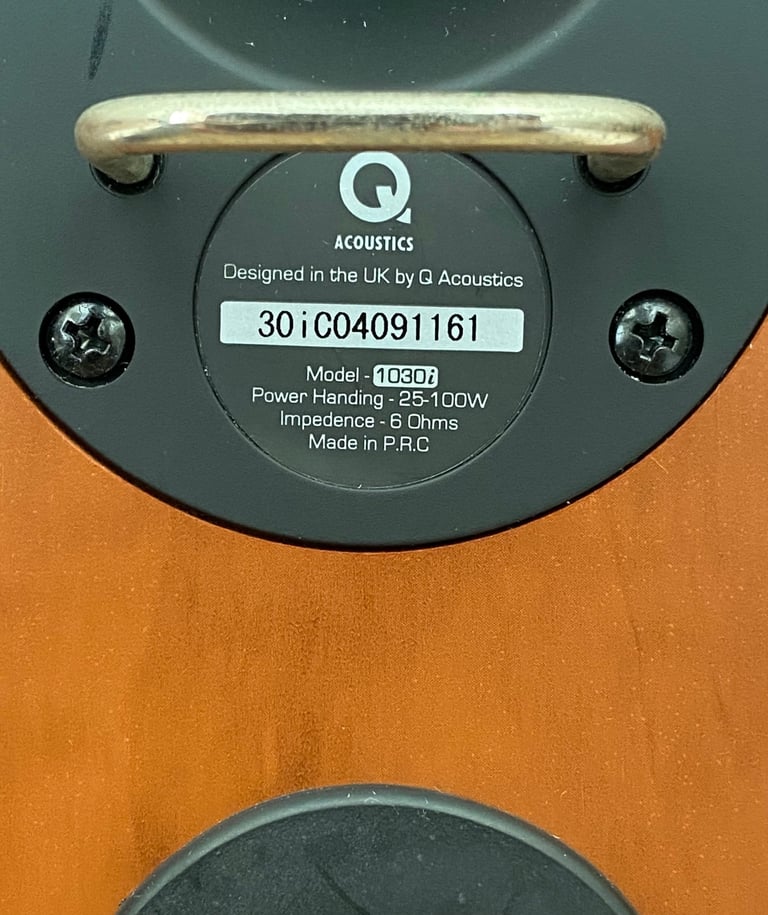 Q
ACOUSTICS
Designed in the UK by Q Acoustics
30iC04091161
Model - 1030i
Power Handing - 25-100W
Impedence - 6 Ohms
Made in P.R.C